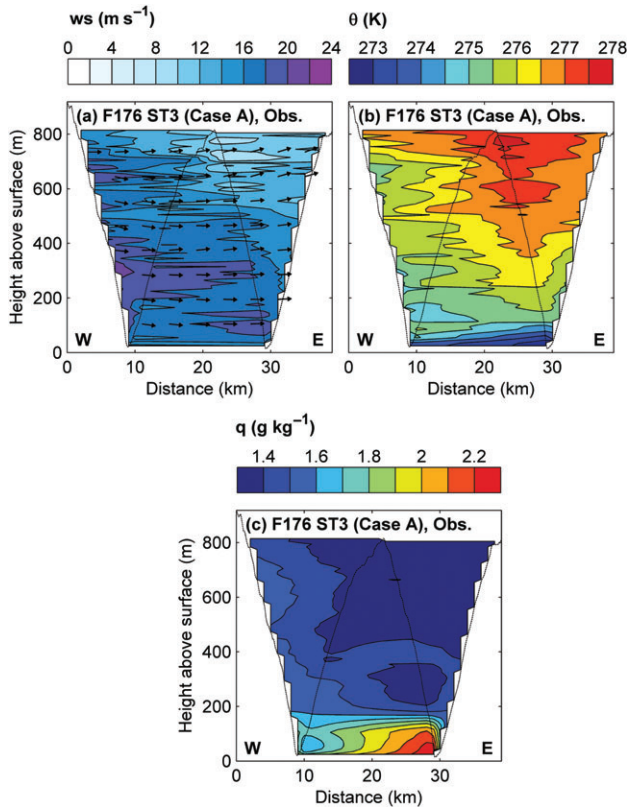 ws (m s⁻¹)
0 4 8 12 16 20 24
θ (K)
273 274 275 276 277 278
(a) F176 ST3 (Case A), Obs.
Height above surface (m)
800
600
400
200
0
W E
0 10 20 30
Distance (km)
(b) F176 ST3 (Case A), Obs.
W E
0 10 20 30
Distance (km)
q (g kg⁻¹)
1.4 1.6 1.8 2 2.2
(c) F176 ST3 (Case A), Obs.
Height above surface (m)
800
600
400
200
0
W E
0 10 20 30
Distance (km)